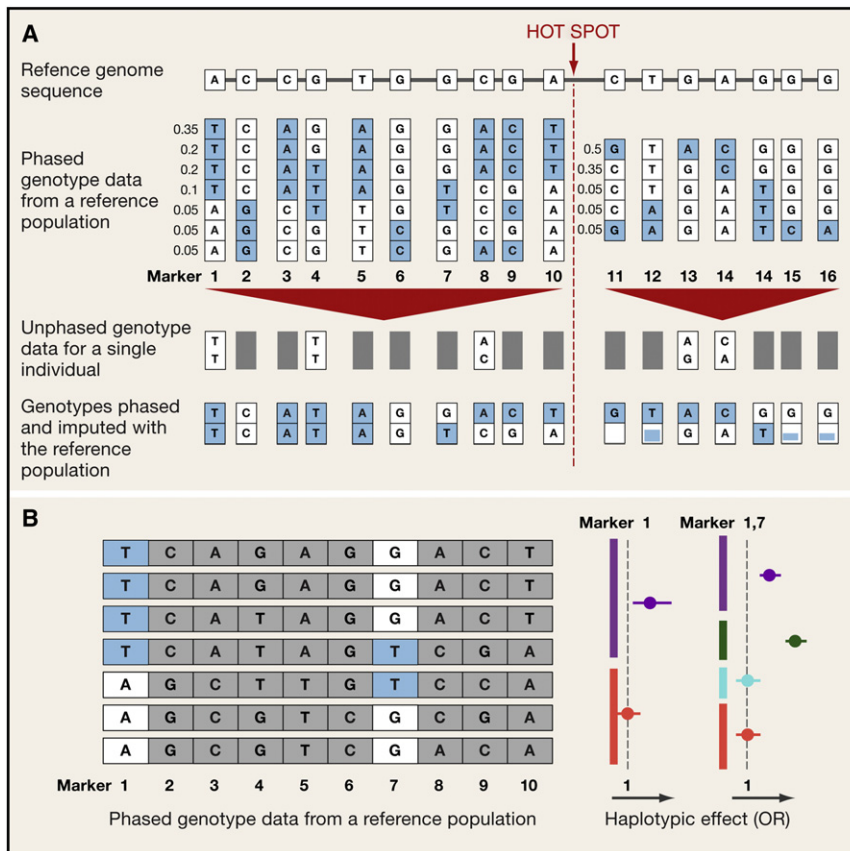 A
HOT SPOT
Refence genome
sequence
A C C G T G G C G A C T G A G G G
Phased
genotype data
from a reference
population
0.35 T C A G A G G A C T
0.2 T C A G A G G A C T 0.5 G T A C G G G
0.2 T C A T A G G A C T 0.35 C T G C G G G
0.1 T C A T A G T C G A 0.05 C T G A T G G
0.05 A G C T T G T C C A 0.05 C A G A T G G
0.05 A G C G T C G C G A 0.05 G A G A T C A
0.05 A G C G T C G A C A
Marker 1 2 3 4 5 6 7 8 9 10 11 12 13 14 14 15 16
Unphased genotype
data for a single
individual
T T A A C
T T C G A
Genotypes phased
and imputed with
the reference
population
T C A T A G G A C T G T A C G G G
T C A T A G T C G A G A T
B
Marker 1 Marker 1,7
T C A G A G G A C T
T C A G A G G A C T
T C A T A G G A C T
T C A T A G T C G A
A G C T T G T C C A
A G C G T C G C G A
A G C G T C G A C A
Marker 1 2 3 4 5 6 7 8 9 10
1 1
Phased genotype data from a reference population
Haplotypic effect (OR)